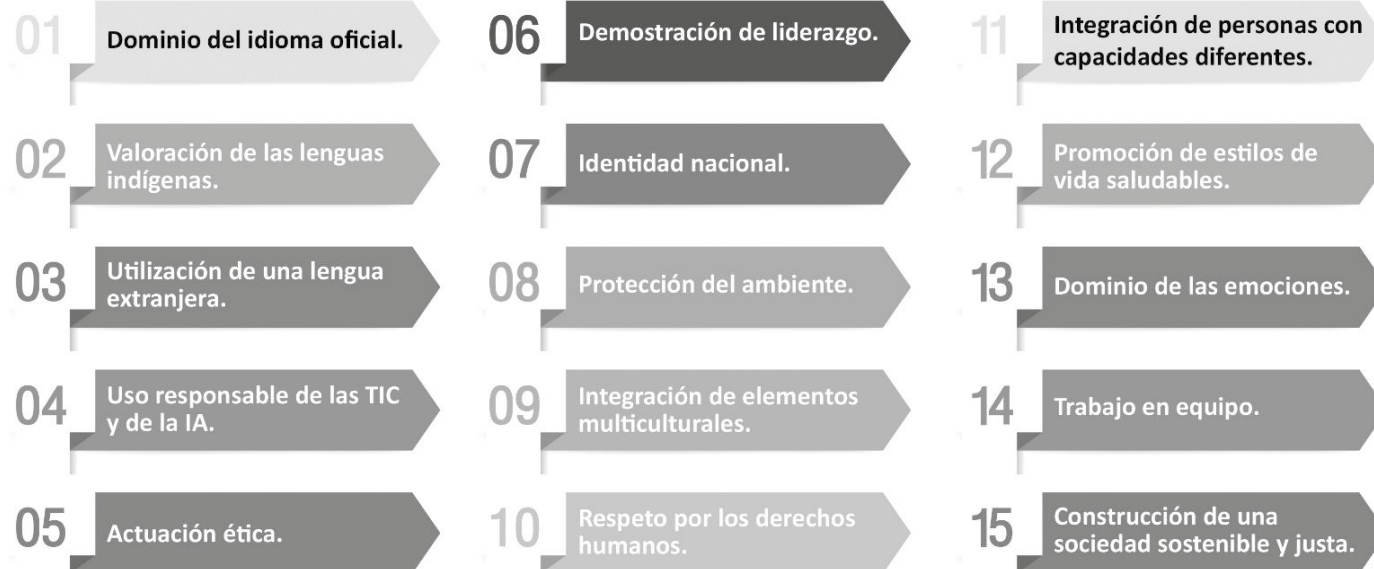 01
Dominio del idioma oficial.
02
Valoración de las lenguas
indígenas.
03
Utilización de una lengua
extranjera.
04
Uso responsable de las TIC
y de la IA.
05
Actuación ética.
06
Demostración de liderazgo.
07
Identidad nacional.
08
Protección del ambiente.
09
Integración de elementos
multiculturales.
10
Respeto por los derechos
humanos.
11
Integración de personas con
capacidades diferentes.
12
Promoción de estilos de
vida saludables.
13
Dominio de las emociones.
14
Trabajo en equipo.
15
Construcción de una
sociedad sostenible y justa.